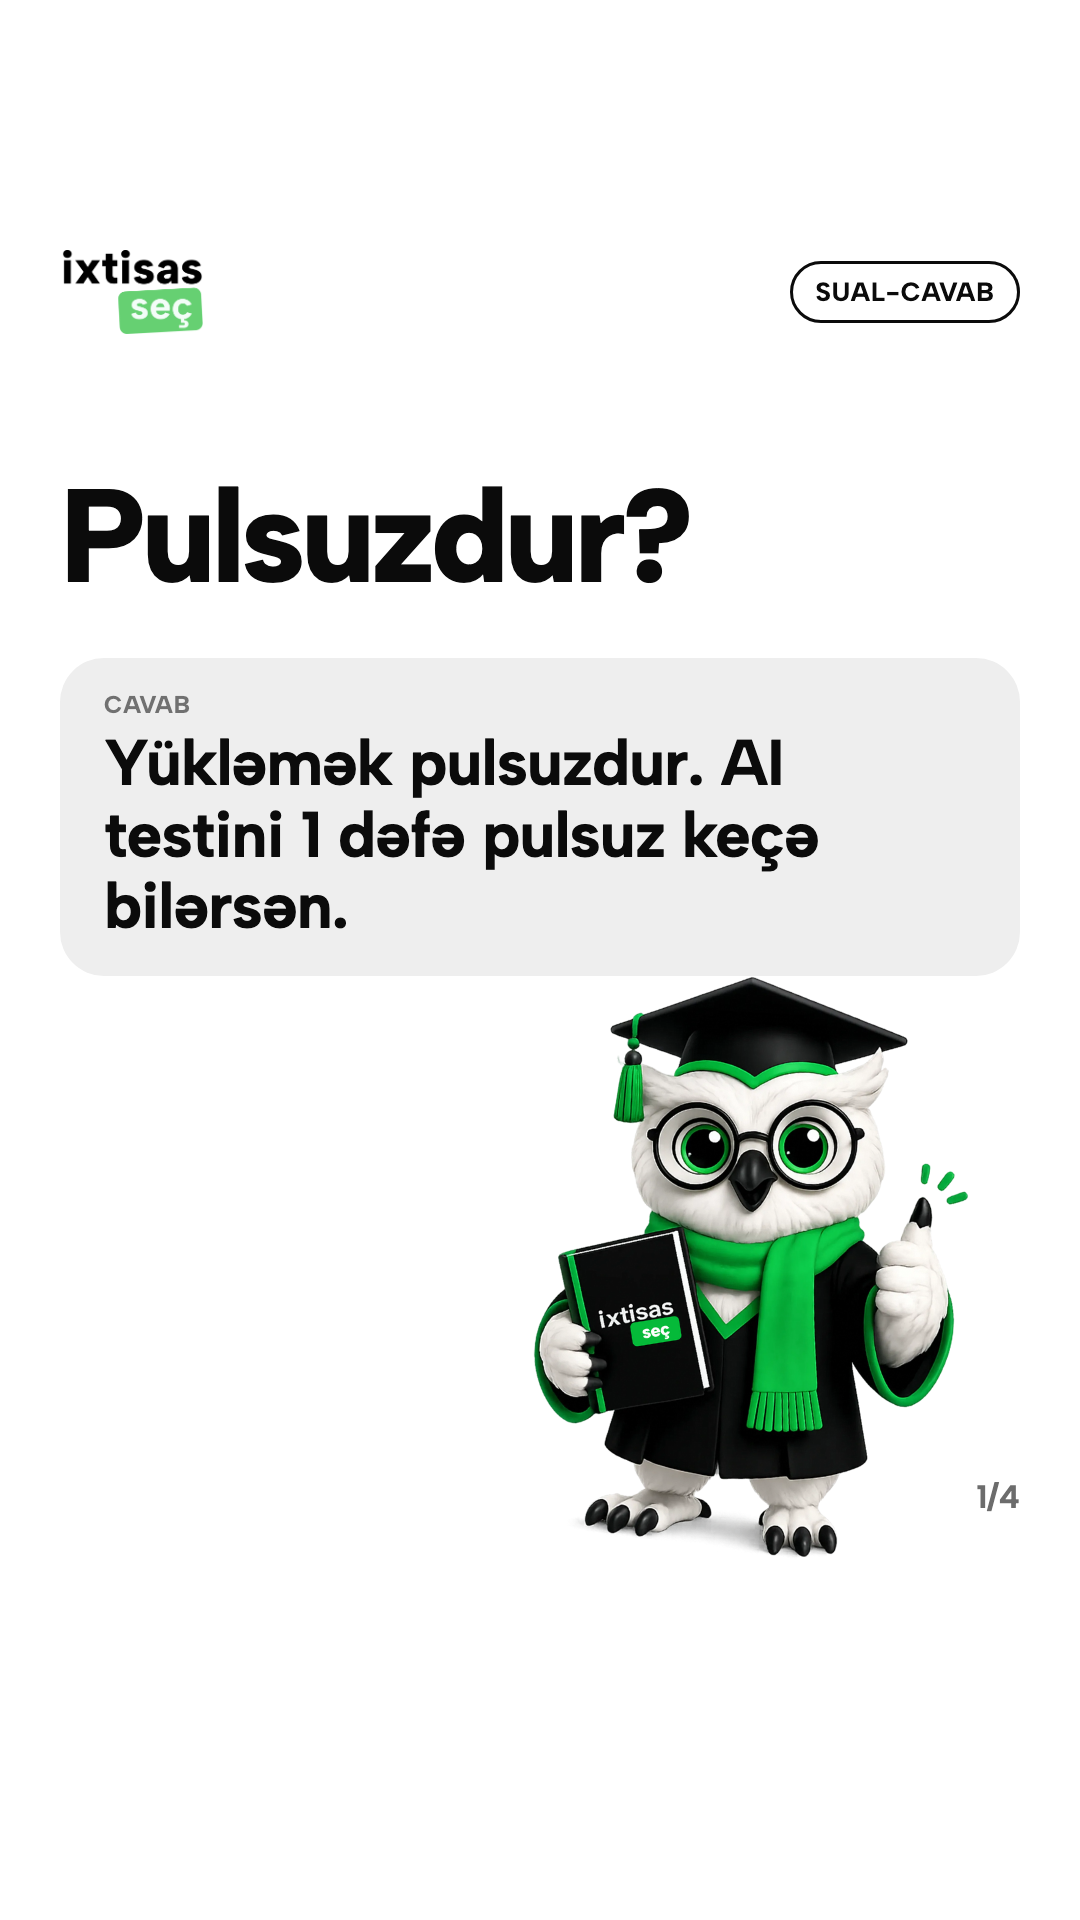 ixtisas
seç
SUAL-CAVAB
Pulsuzdur?
CAVAB
Yükləmək pulsuzdur. AI
testini 1 dəfə pulsuz keçə
bilərsən.
ixtisas
seç
1/4